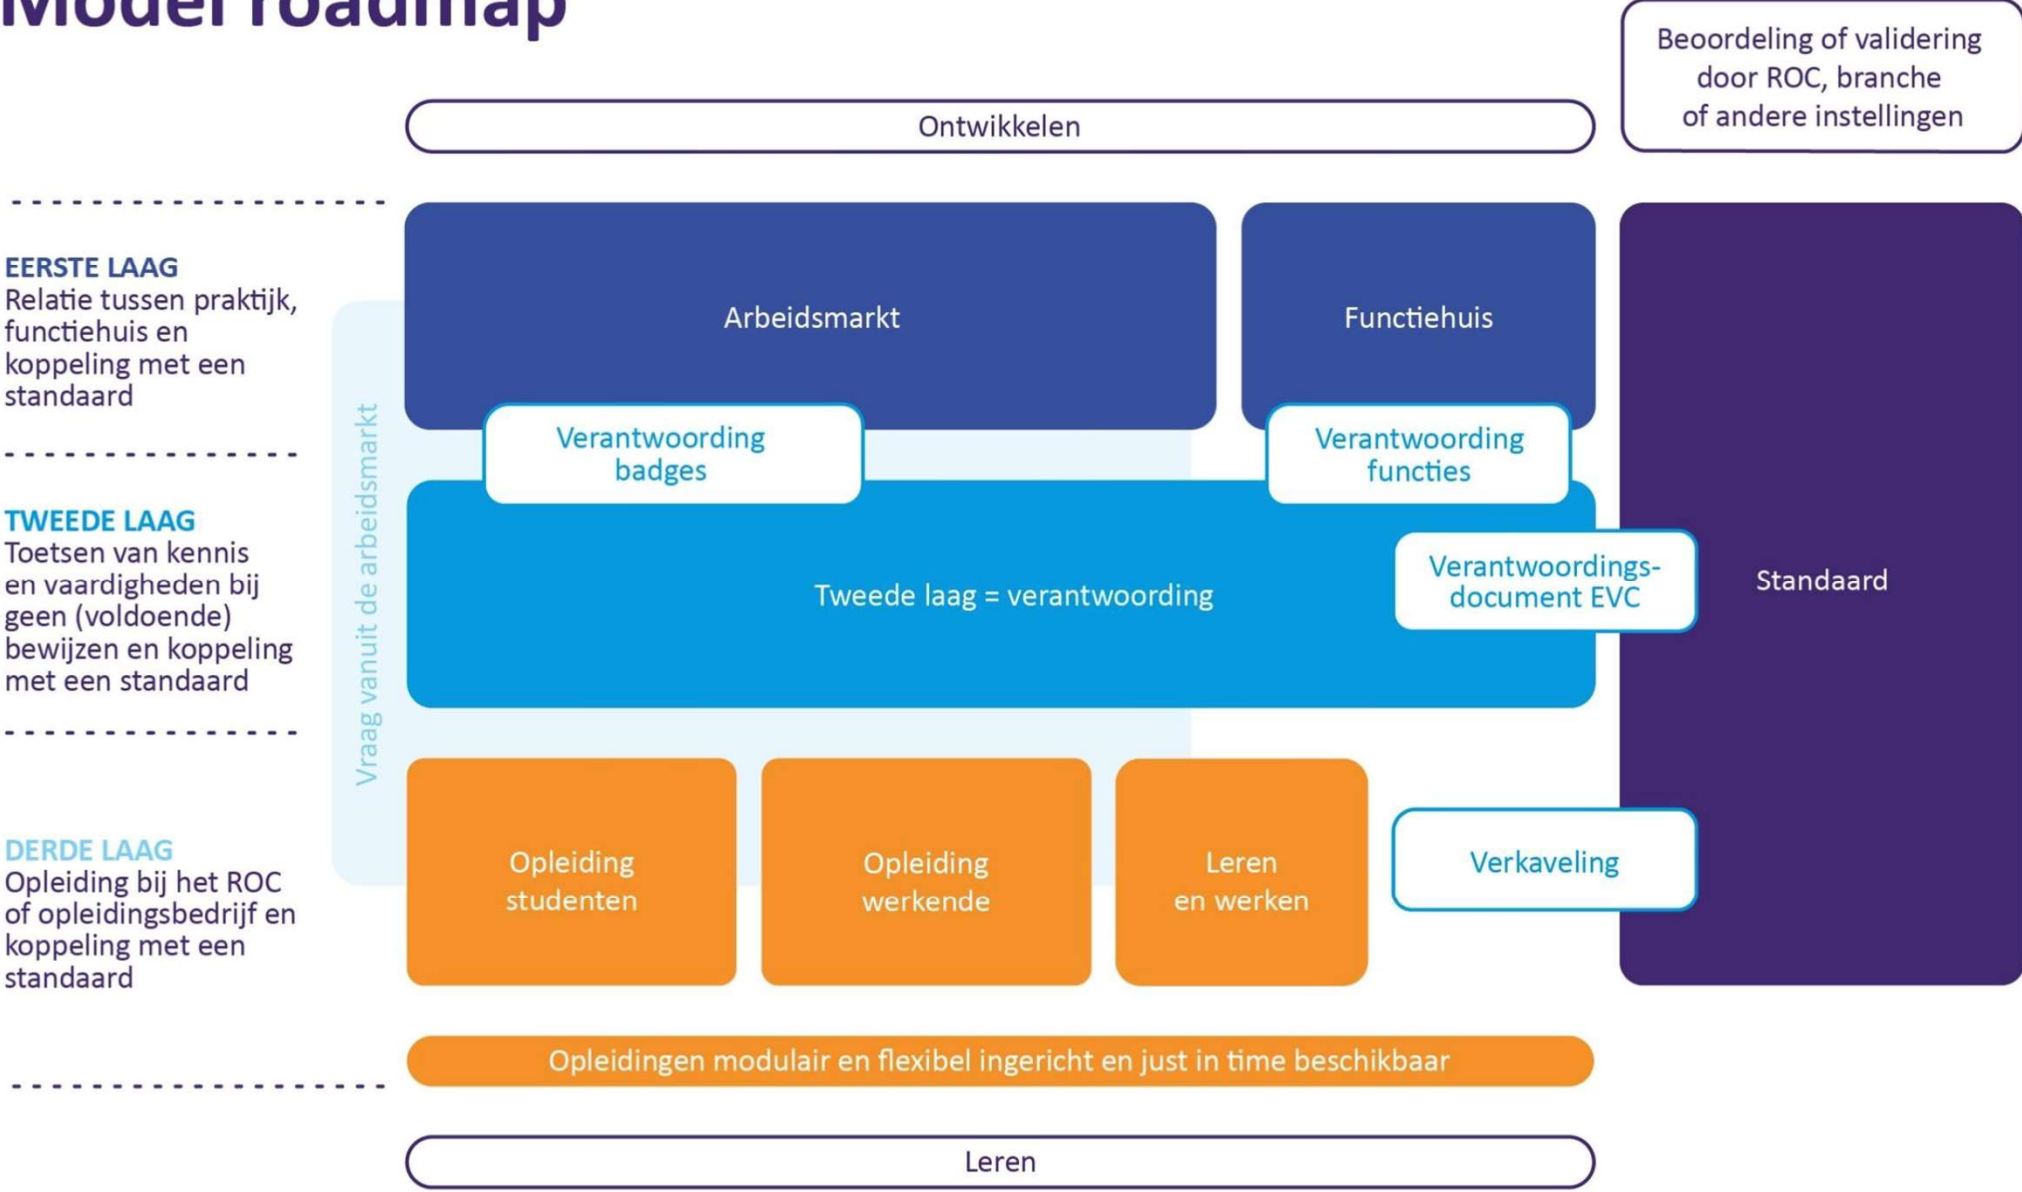 Model roadmap
Beoordeling of validering
door ROC, branche
of andere instellingen
Ontwikkelen
EERSTE LAAG
Relatie tussen praktijk,
functiehuis en
koppeling met een
standaard
Arbeidsmarkt
Functiehuis
Vraag vanuit de arbeidsmarkt
Verantwoording
badges
Verantwoording
functies
TWEEDE LAAG
Toetsen van kennis
en vaardigheden bij
geen (voldoende)
bewijzen en koppeling
met een standaard
Tweede laag = verantwoording
Verantwoordings-
document EVC
Standaard
DERDE LAAG
Opleiding bij het ROC
of opleidingsbedrijf en
koppeling met een
standaard
Opleiding
studenten
Opleiding
werkende
Leren
en werken
Verkaveling
Opleidingen modulair en flexibel ingericht en just in time beschikbaar
Leren